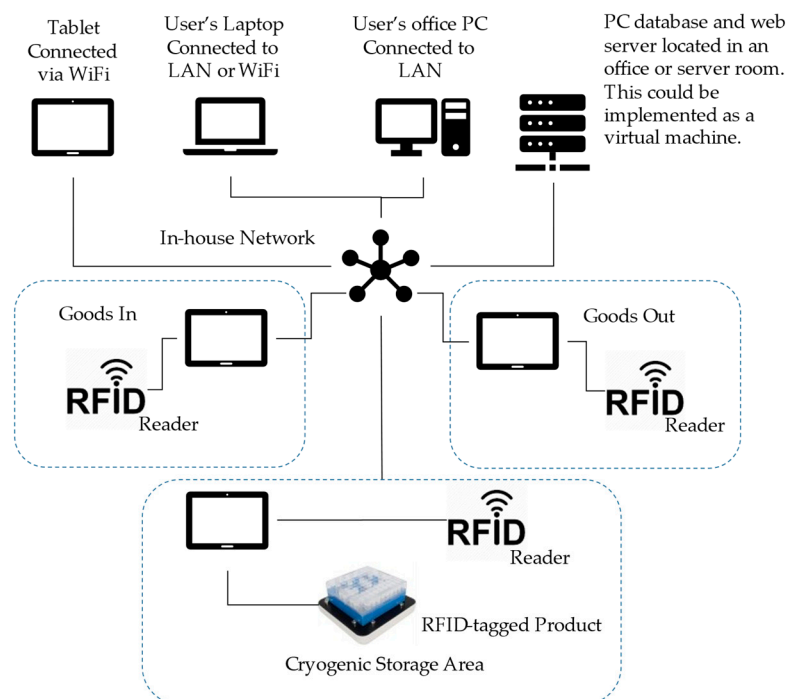 Tablet
Connected
via WiFi
User's Laptop
Connected to
LAN or WiFi
User's office PC
Connected to
LAN
PC database and web
server located in an
office or server room.
This could be
implemented as a
virtual machine.
In-house Network
Goods In
RFID
Reader
Goods Out
RFID
Reader
RFID
Reader
RFID-tagged Product
Cryogenic Storage Area